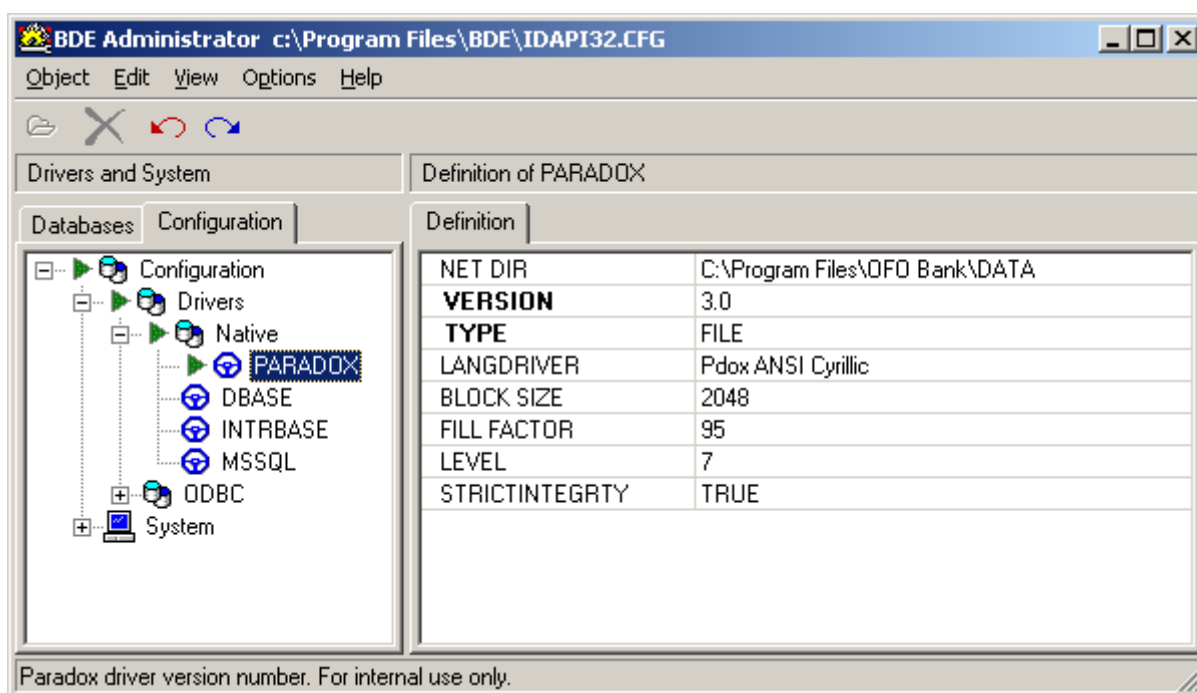 BDE Administrator c:\Program Files\BDE\IDAPI32.CFG
Object Edit View Options Help
Drivers and System
Definition of PARADOX
Databases Configuration
Definition
Configuration
Drivers
Native
PARADOX
DBASE
INTRBASE
MSSQL
ODBC
System
NET DIR C:\Program Files\OFO Bank\DATA
VERSION 3.0
TYPE FILE
LANGDRIVER Pdox ANSI Cyrillic
BLOCK SIZE 2048
FILL FACTOR 95
LEVEL 7
STRICTINTEGRTY TRUE
Paradox driver version number. For internal use only.